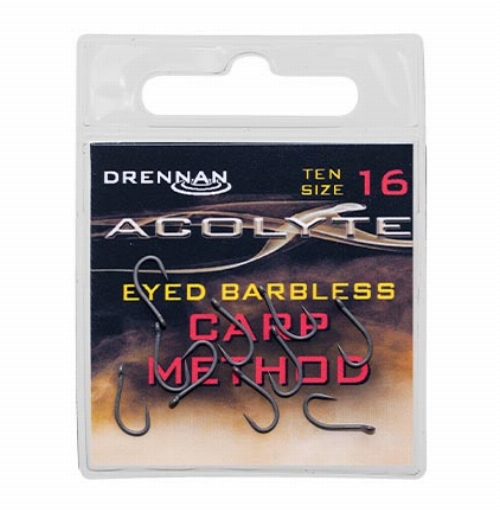 DRENNAN
TEN
SIZE 16
ACOLYTE
EYED BARBLESS
CARP
METHOD